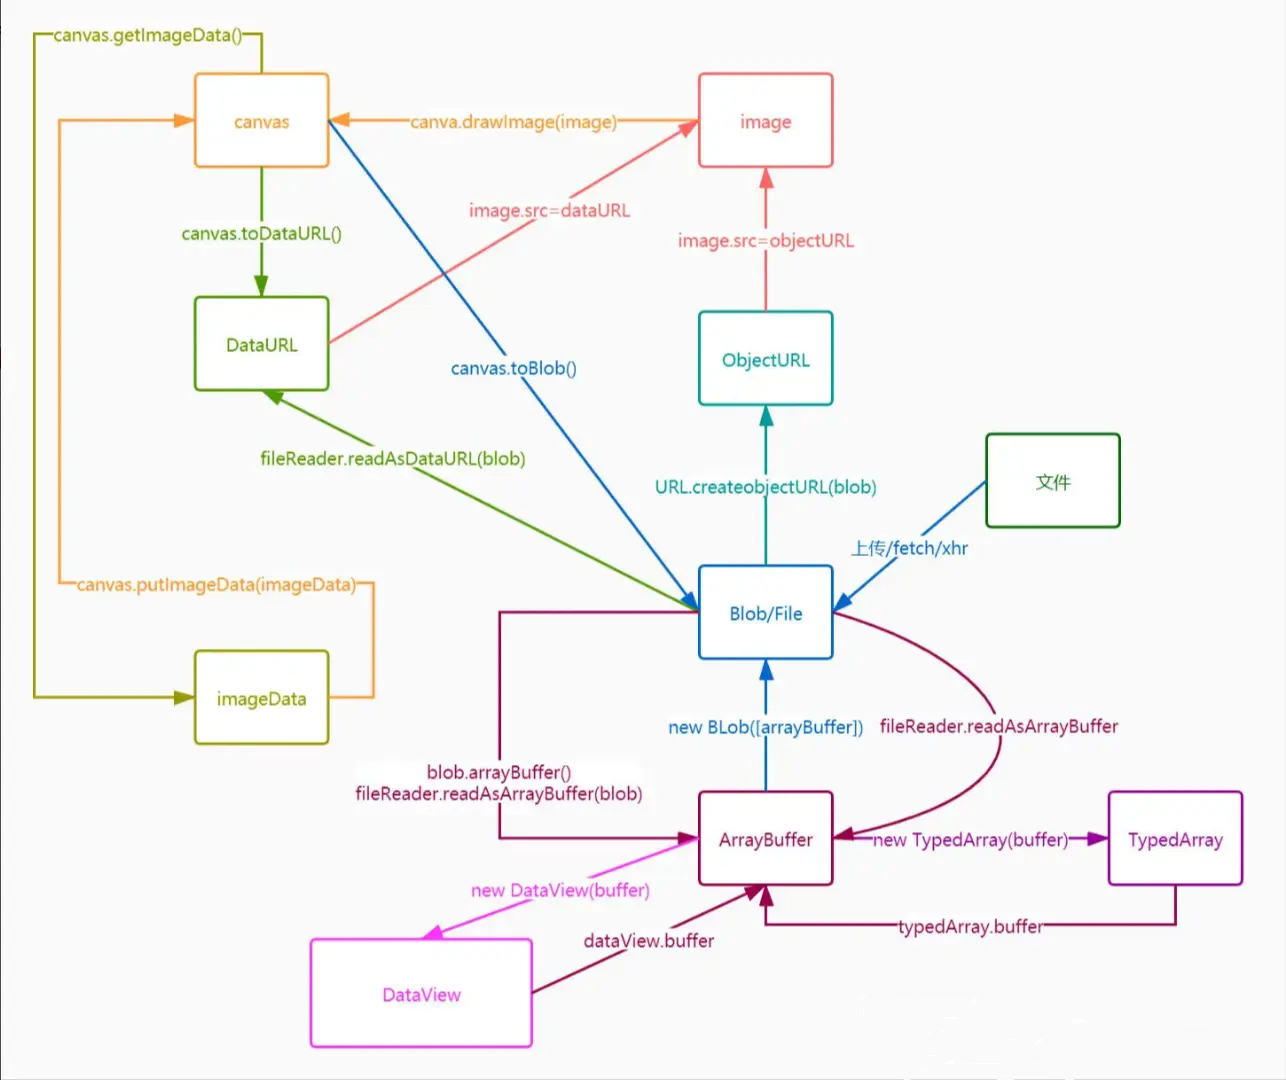 canvas.getImageData()
canvas
canva.drawImage(image)
image
image.src=dataURL
canvas.toDataURL()
image.src=objectURL
DataURL
ObjectURL
canvas.toBlob()
fileReader.readAsDataURL(blob)
URL.createobjectURL(blob)
文件
上传/fetch/xhr
canvas.putImageData(imageData)
Blob/File
imageData
new BLob([arrayBuffer])
fileReader.readAsArrayBuffer
blob.arrayBuffer()
fileReader.readAsArrayBuffer(blob)
ArrayBuffer
new TypedArray(buffer)
TypedArray
new DataView(buffer)
typedArray.buffer
dataView.buffer
DataView